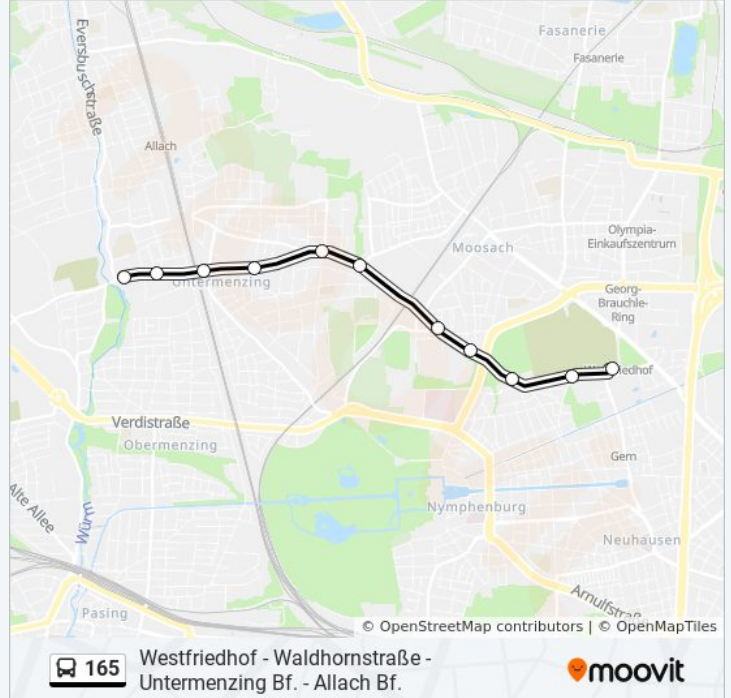 Eversbuschstraße
Fasanerie
Fasanerie
Allach
Olympia-
Einkaufszentrum
Moosach
Untermenzing
Georg-
Brauchle-
Ring
Verdistraße
Obermenzing
Gern
Alte Allee
Würm
Nymphenburg
Neuhausen
Pasing
© OpenStreetMap contributors | © OpenMapTiles
165
Westfriedhof - Waldhornstraße -
Untermenzing Bf. - Allach Bf.
moovit